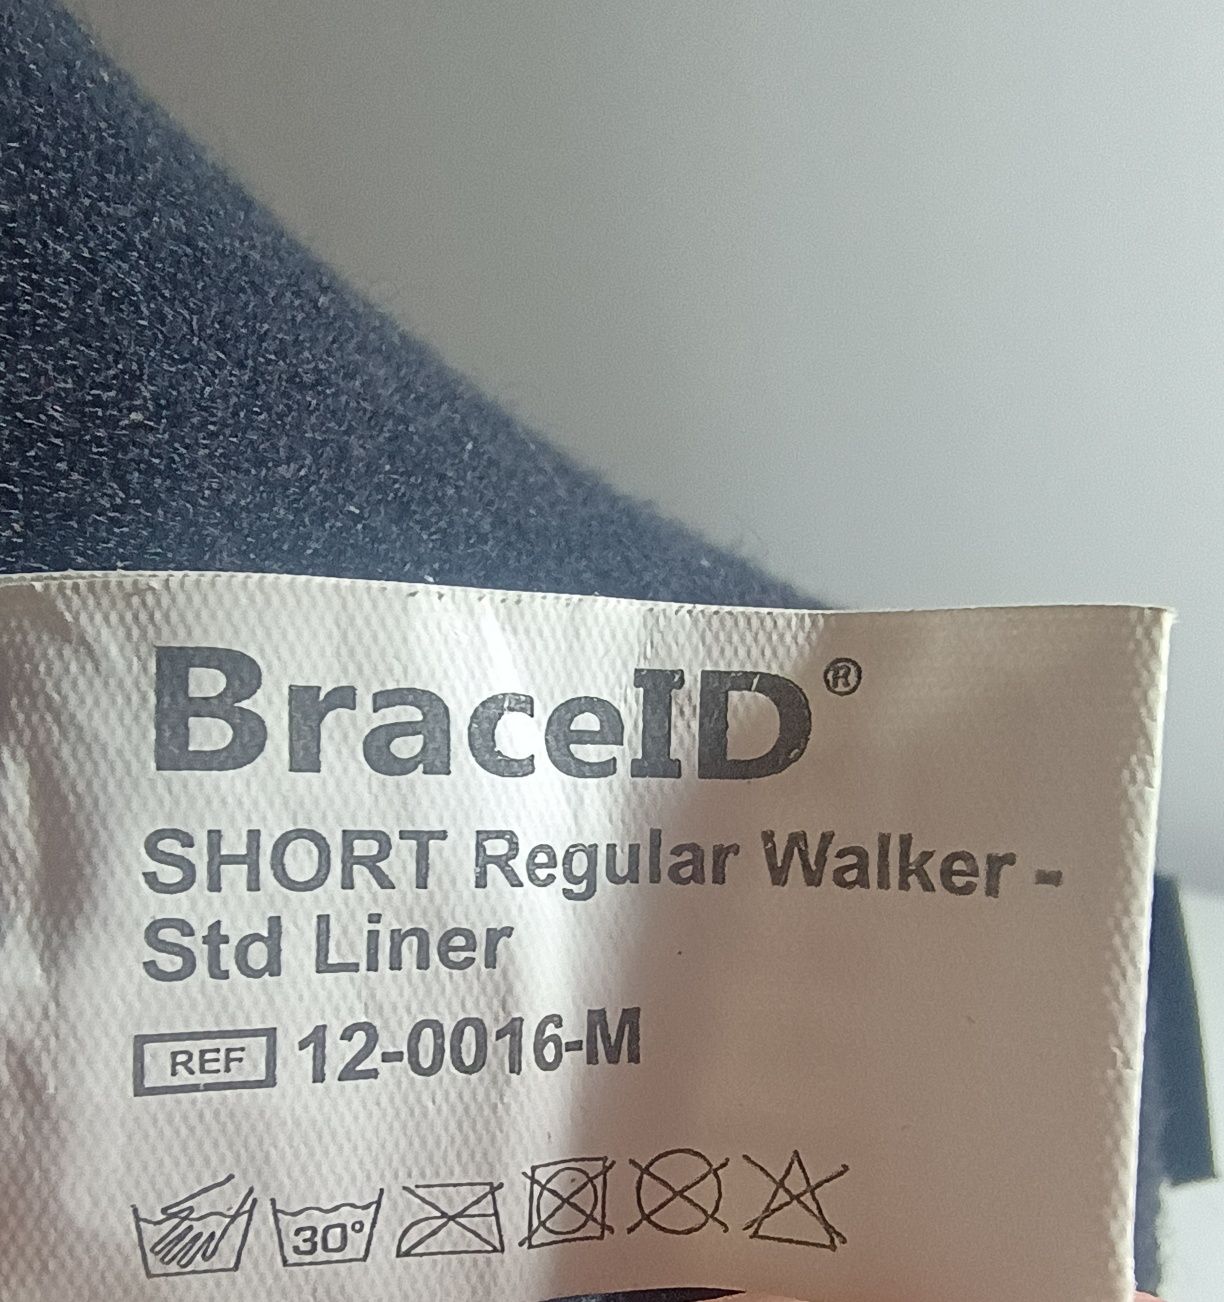 BraceID®
SHORT Regular Walker -
Std Liner
REF 12-0016-M
30°